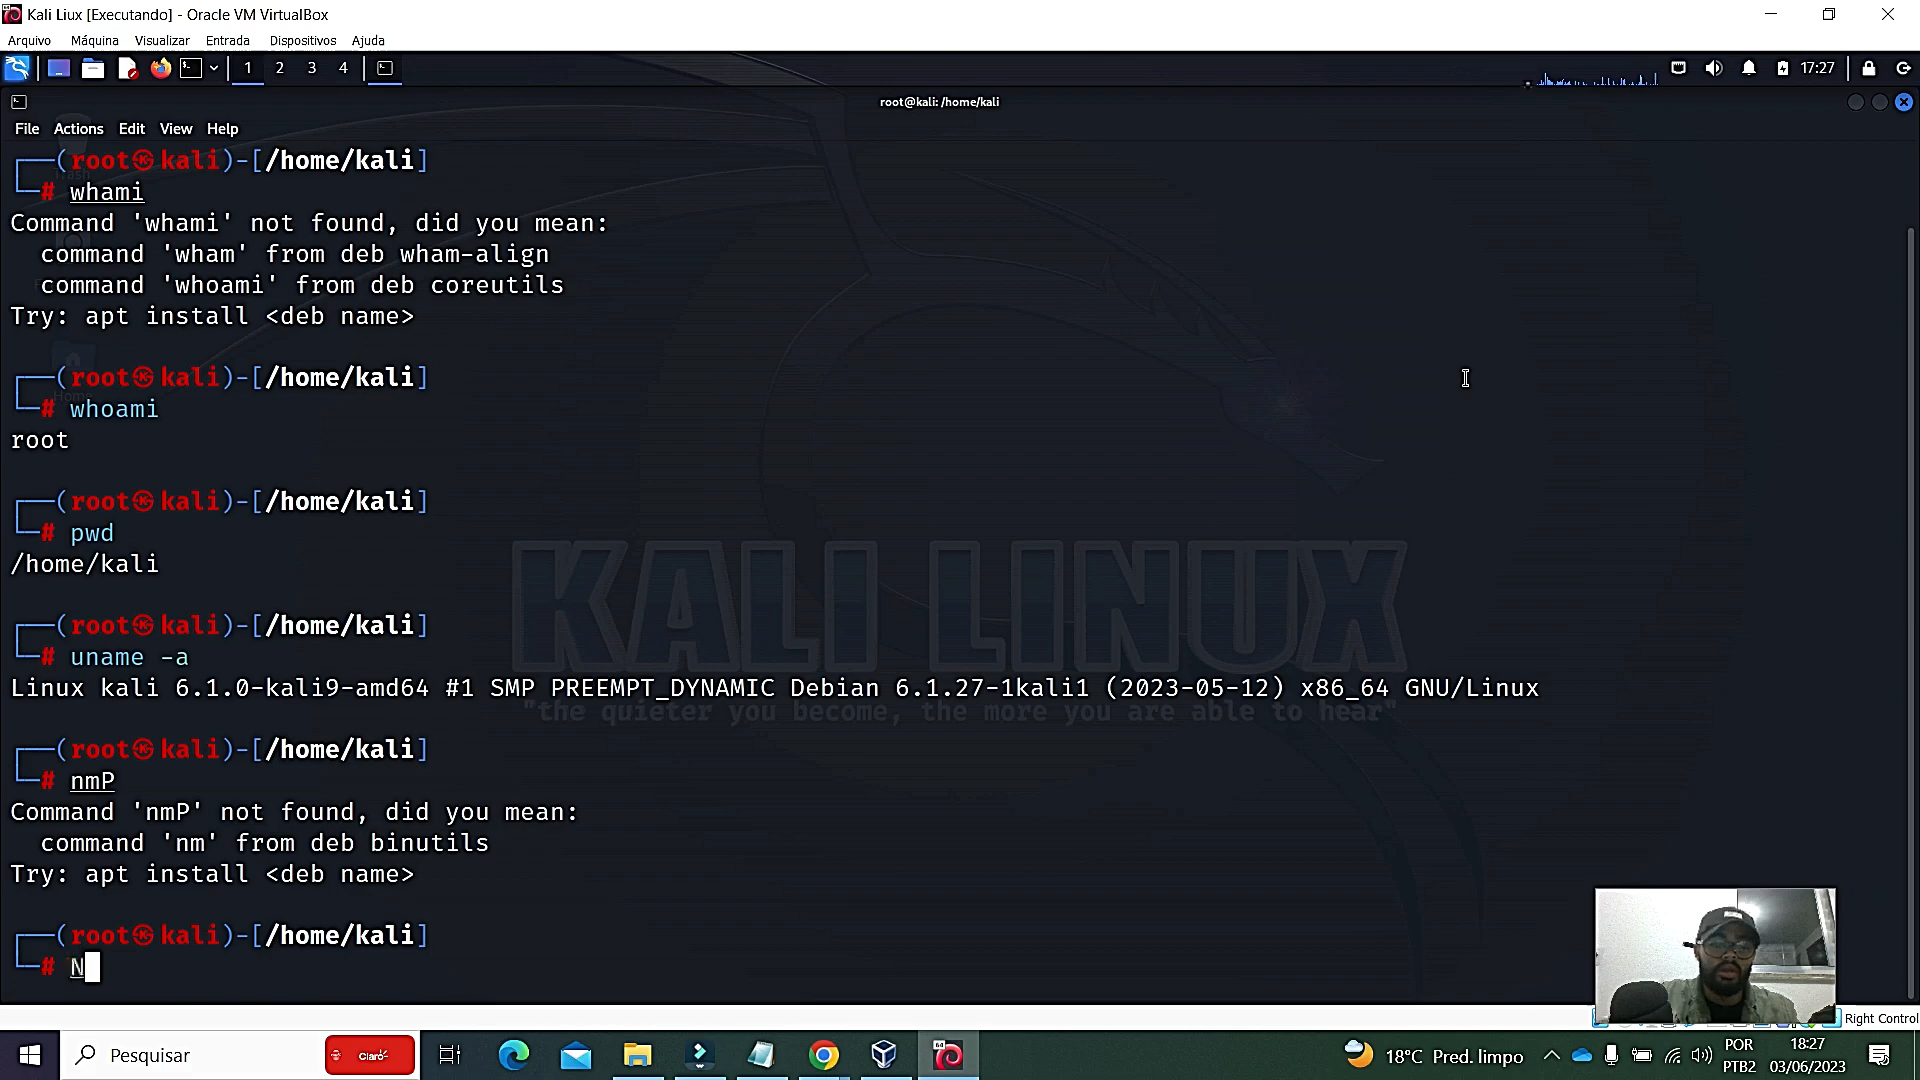 Kali Liux [Executando] - Oracle VM VirtualBox
Arquivo Máquina Visualizar Entrada Dispositivos Ajuda
1 2 3 4 17:27
root@kali: /home/kali
File Actions Edit View Help
Trash
(root㉿kali)-[/home/kali]
# whami
Command 'whami' not found, did you mean:
command 'wham' from deb wham-align
command 'whoami' from deb coreutils
Try: apt install <deb name>
(root㉿kali)-[/home/kali]
Home
# whoami
root
(root㉿kali)-[/home/kali]
# pwd
/home/kali
KALI LINUX
(root㉿kali)-[/home/kali]
# uname -a
Linux kali 6.1.0-kali9-amd64 #1 SMP PREEMPT_DYNAMIC Debian 6.1.27-1kali1 (2023-05-12) x86_64 GNU/Linux
"the quieter you become, the more you are able to hear"
(root㉿kali)-[/home/kali]
# nmP
Command 'nmP' not found, did you mean:
command 'nm' from deb binutils
Try: apt install <deb name>
(root㉿kali)-[/home/kali]
# N
Right Control
Pesquisar Claro 18°C Pred. limpo POR 18:27
PTB2 03/06/2023